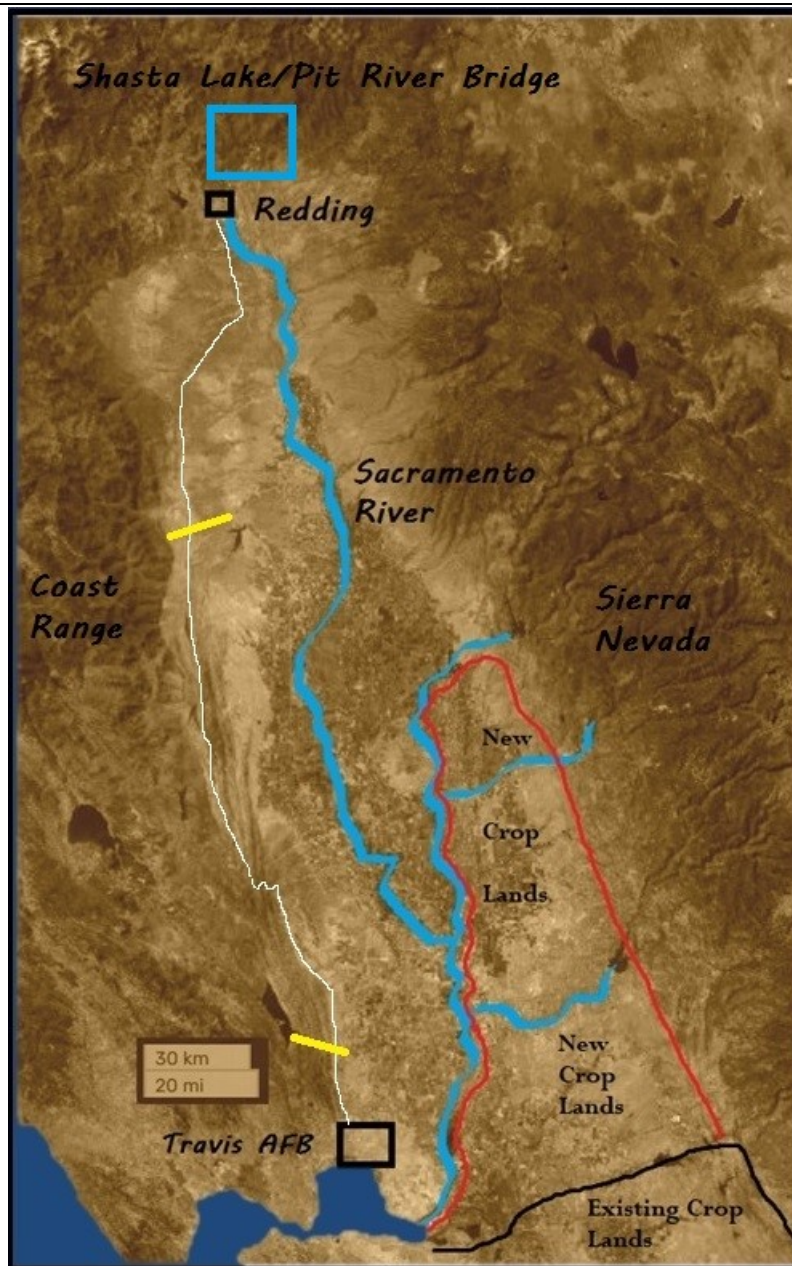 Shasta Lake/Pit River Bridge
Redding
Sacramento
River
Coast
Range
Sierra
Nevada
New
Crop
Lands
New
Crop
Lands
30 km
20 mi
Travis AFB
Existing Crop
Lands